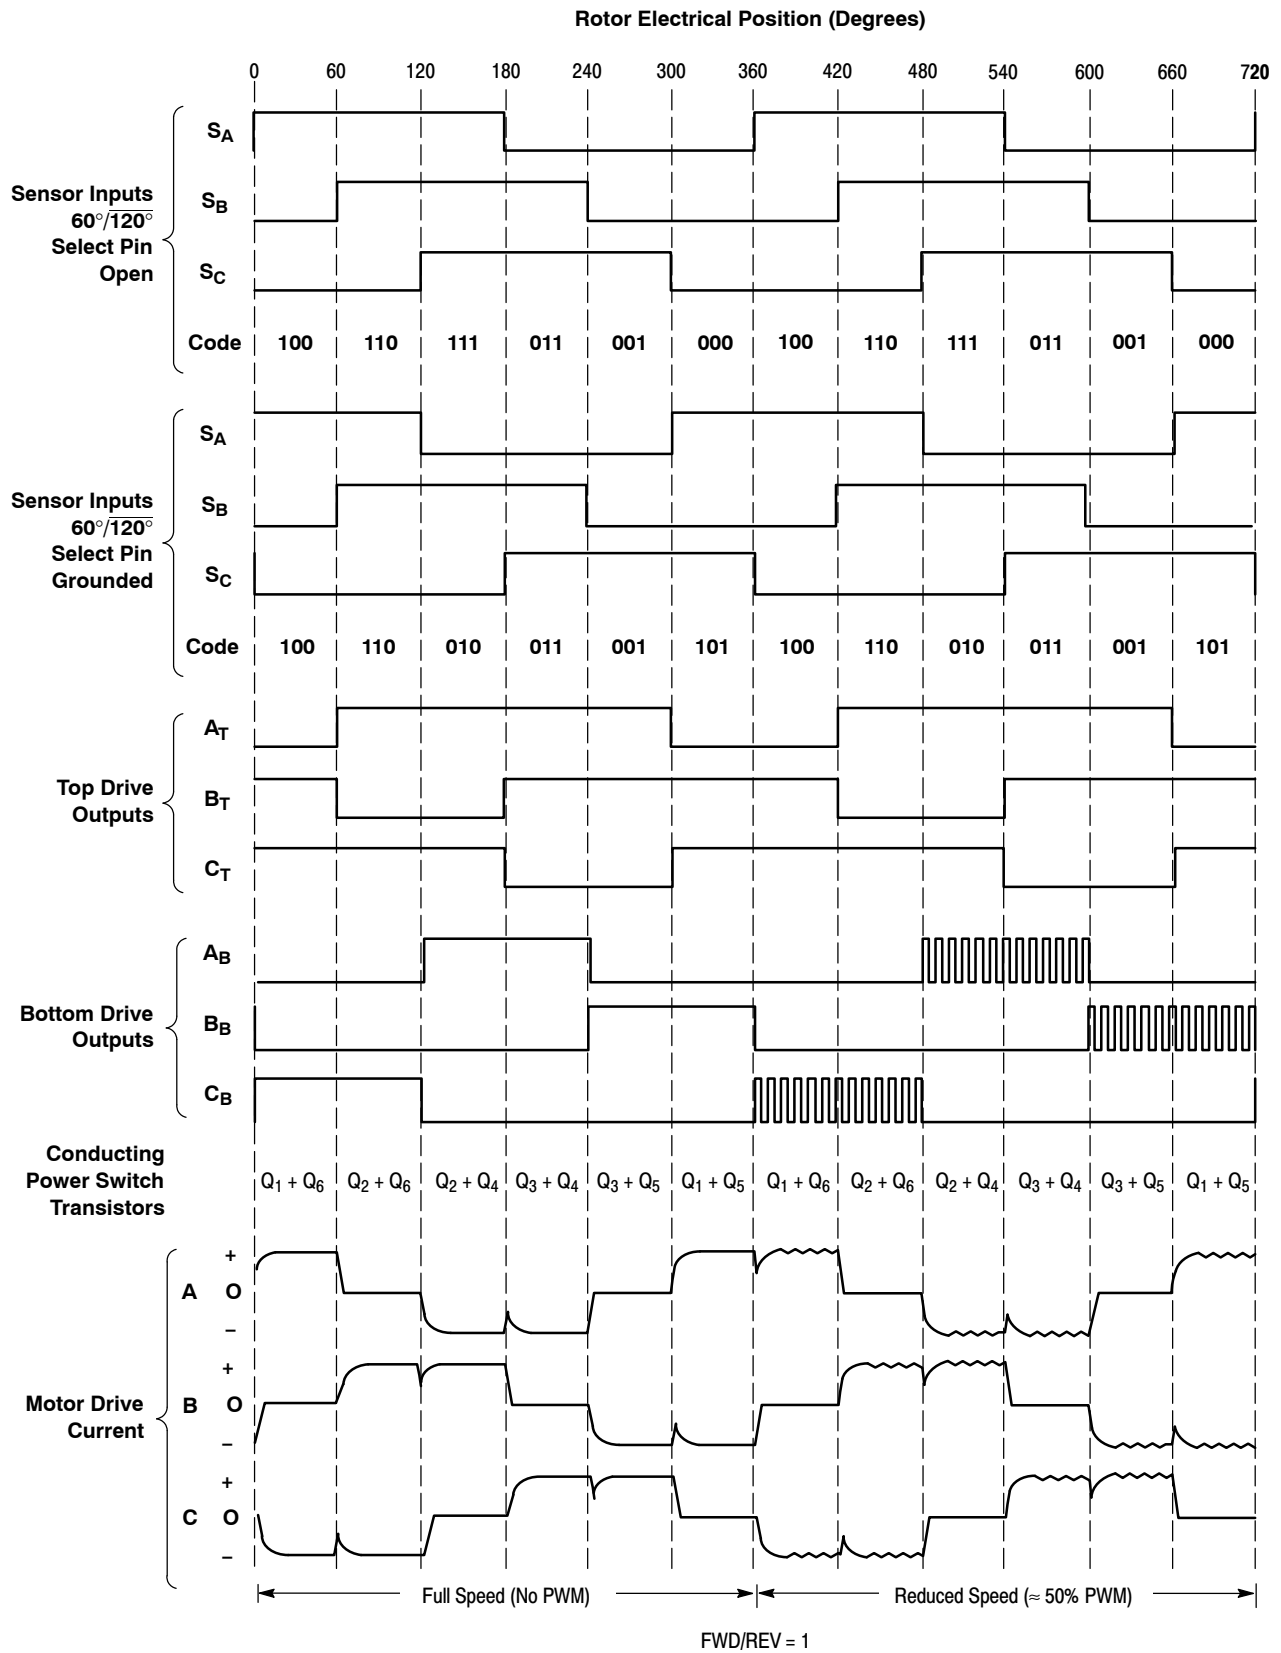 Rotor Electrical Position (Degrees)
0 60 120 180 240 300 360 420 480 540 600 660 720
Sensor Inputs
60°/120°
Select Pin
Open
SA
SB
SC
Code 100 110 111 011 001 000 100 110 111 011 001 000
Sensor Inputs
60°/120°
Select Pin
Grounded
SA
SB
SC
Code 100 110 010 011 001 101 100 110 010 011 001 101
Top Drive
Outputs
AT
BT
CT
Bottom Drive
Outputs
AB
BB
CB
Conducting
Power Switch
Transistors
Q1 + Q6 Q2 + Q6 Q2 + Q4 Q3 + Q4 Q3 + Q5 Q1 + Q5 Q1 + Q6 Q2 + Q6 Q2 + Q4 Q3 + Q4 Q3 + Q5 Q1 + Q5
Motor Drive
Current
+
A O
–
+
B O
–
+
C O
–
Full Speed (No PWM) Reduced Speed (≈ 50% PWM)
FWD/REV = 1